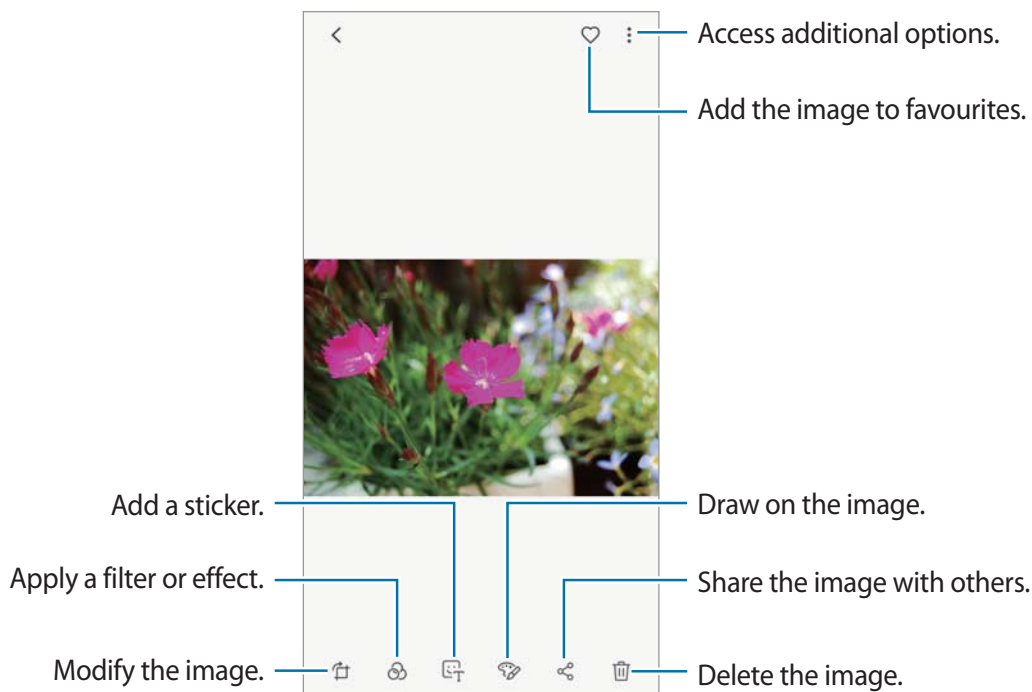 Access additional options.
Add the image to favourites.
Add a sticker.
Draw on the image.
Apply a filter or effect.
Share the image with others.
Modify the image.
Delete the image.